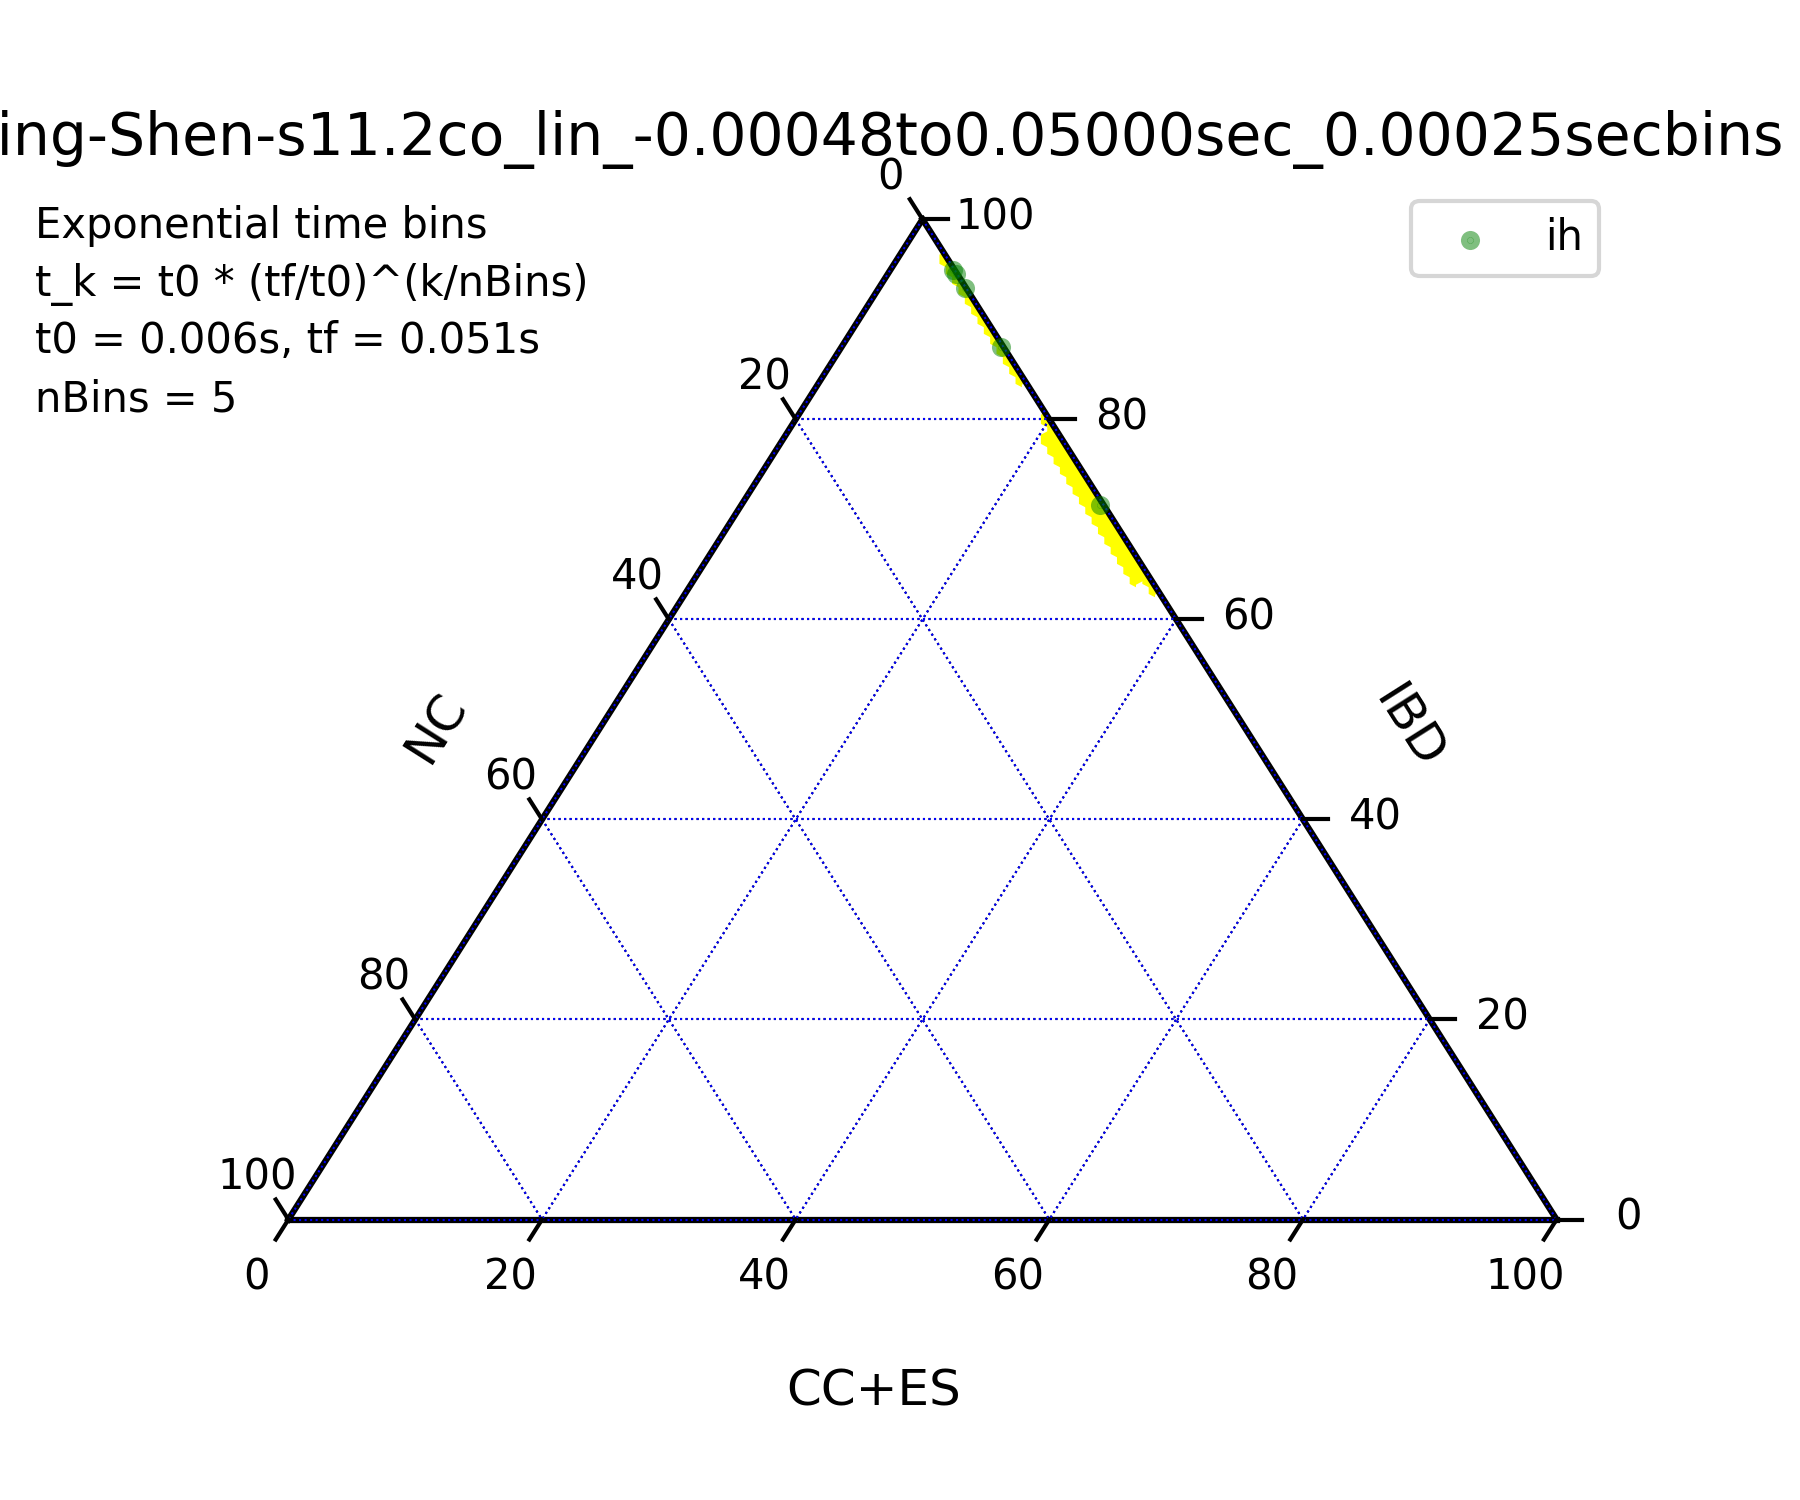 ing-Shen-s11.2co_lin_-0.00048to0.05000sec_0.00025secbins
0
100
Exponential time bins
t_k = t0 * (tf/t0)^(k/nBins)
t0 = 0.006s, tf = 0.051s
nBins = 5
ih
20
80
40
60
NC
IBD
60
40
80
20
100
0
0
20
40
60
80
100
CC+ES